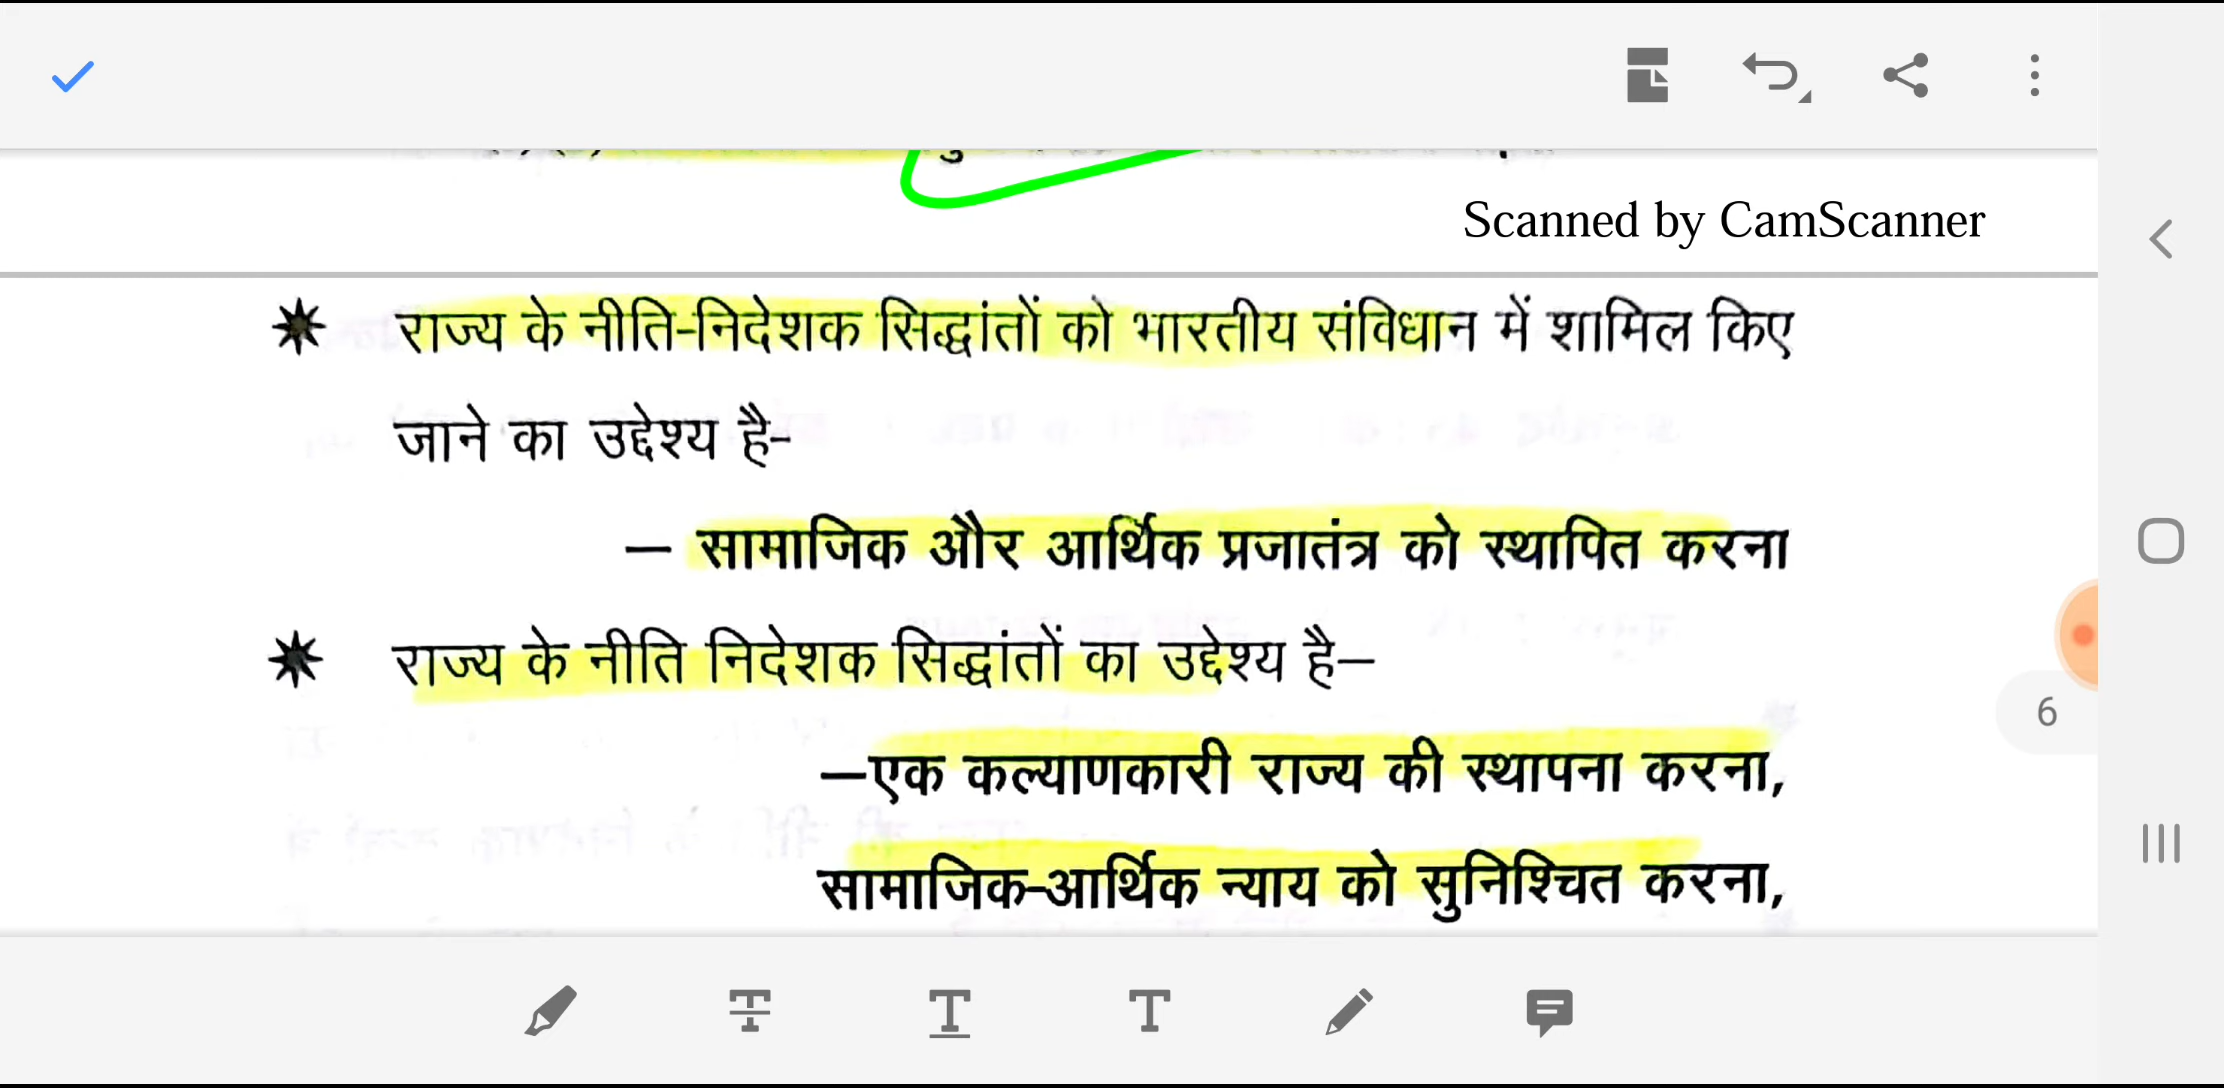 Scanned by CamScanner
✷ राज्य के नीति-निदेशक सिद्धांतों को भारतीय संविधान में शामिल किए
जाने का उद्देश्य है-
— सामाजिक और आर्थिक प्रजातंत्र को स्थापित करना
✷ राज्य के नीति निदेशक सिद्धांतों का उद्देश्य है—
—एक कल्याणकारी राज्य की स्थापना करना,
6
सामाजिक-आर्थिक न्याय को सुनिश्चित करना,